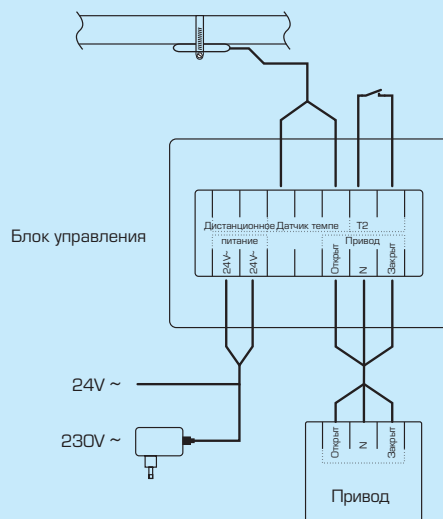 Дистанционное Датчик темпе T2
питание Привод
24V~ 24V~ Открыт N Закрыт
Блок управления
24V ~
230V ~
Открыт N Закрыт
Привод